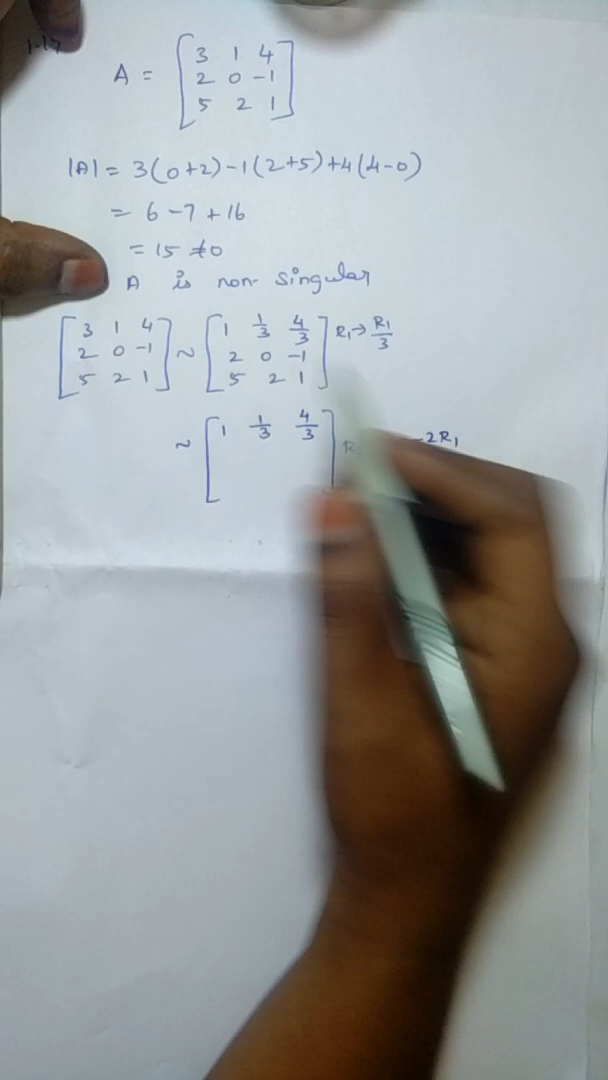 A = [3 1 4
2 0 -1
5 2 1]
|A| = 3(0+2)-1(2+5)+4(4-0)
= 6-7+16
= 15 ≠0
A is non-singular
[3 1 4 ~ [1 1/3 4/3 R₁→R₁/3
2 0 -1 2 0 -1
5 2 1] 5 2 1]
~ [1 1/3 4/3] -2R₁